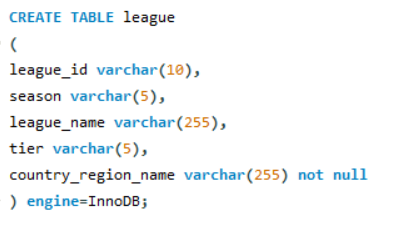 CREATE TABLE league
(
league_id varchar(10),
season varchar(5),
league_name varchar(255),
tier varchar(5),
country_region_name varchar(255) not null
) engine=InnoDB;